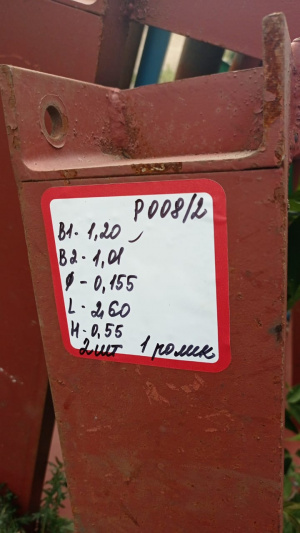 Р008/2
В1 - 1,20
В2 - 1,01
ϕ - 0,155
L - 2,60
Н - 0,55
2шт 1 ролик